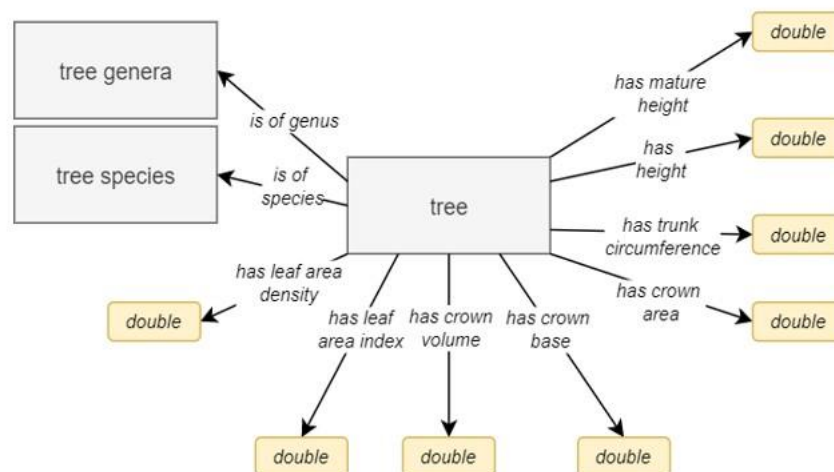 double
tree genera
has mature
height
is of genus
double
has
height
tree species
is of
species
tree
has trunk
circumference
double
has leaf area
density
has crown
area
double
double
has leaf
area index
has crown
volume
has crown
base
double
double
double